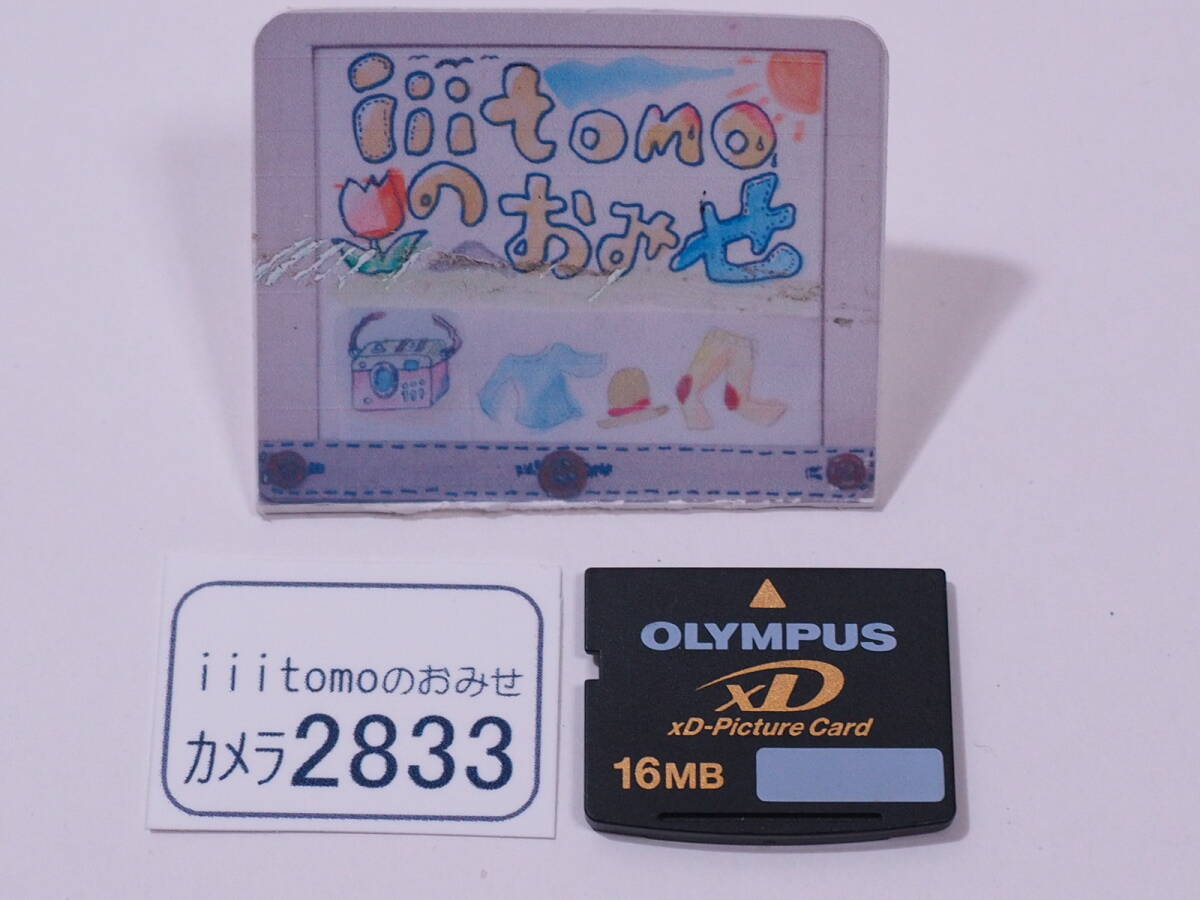 iiitomo
のおみせ
iiitomoのおみせ
カメラ2833
OLYMPUS
xD
xD-Picture Card
16MB